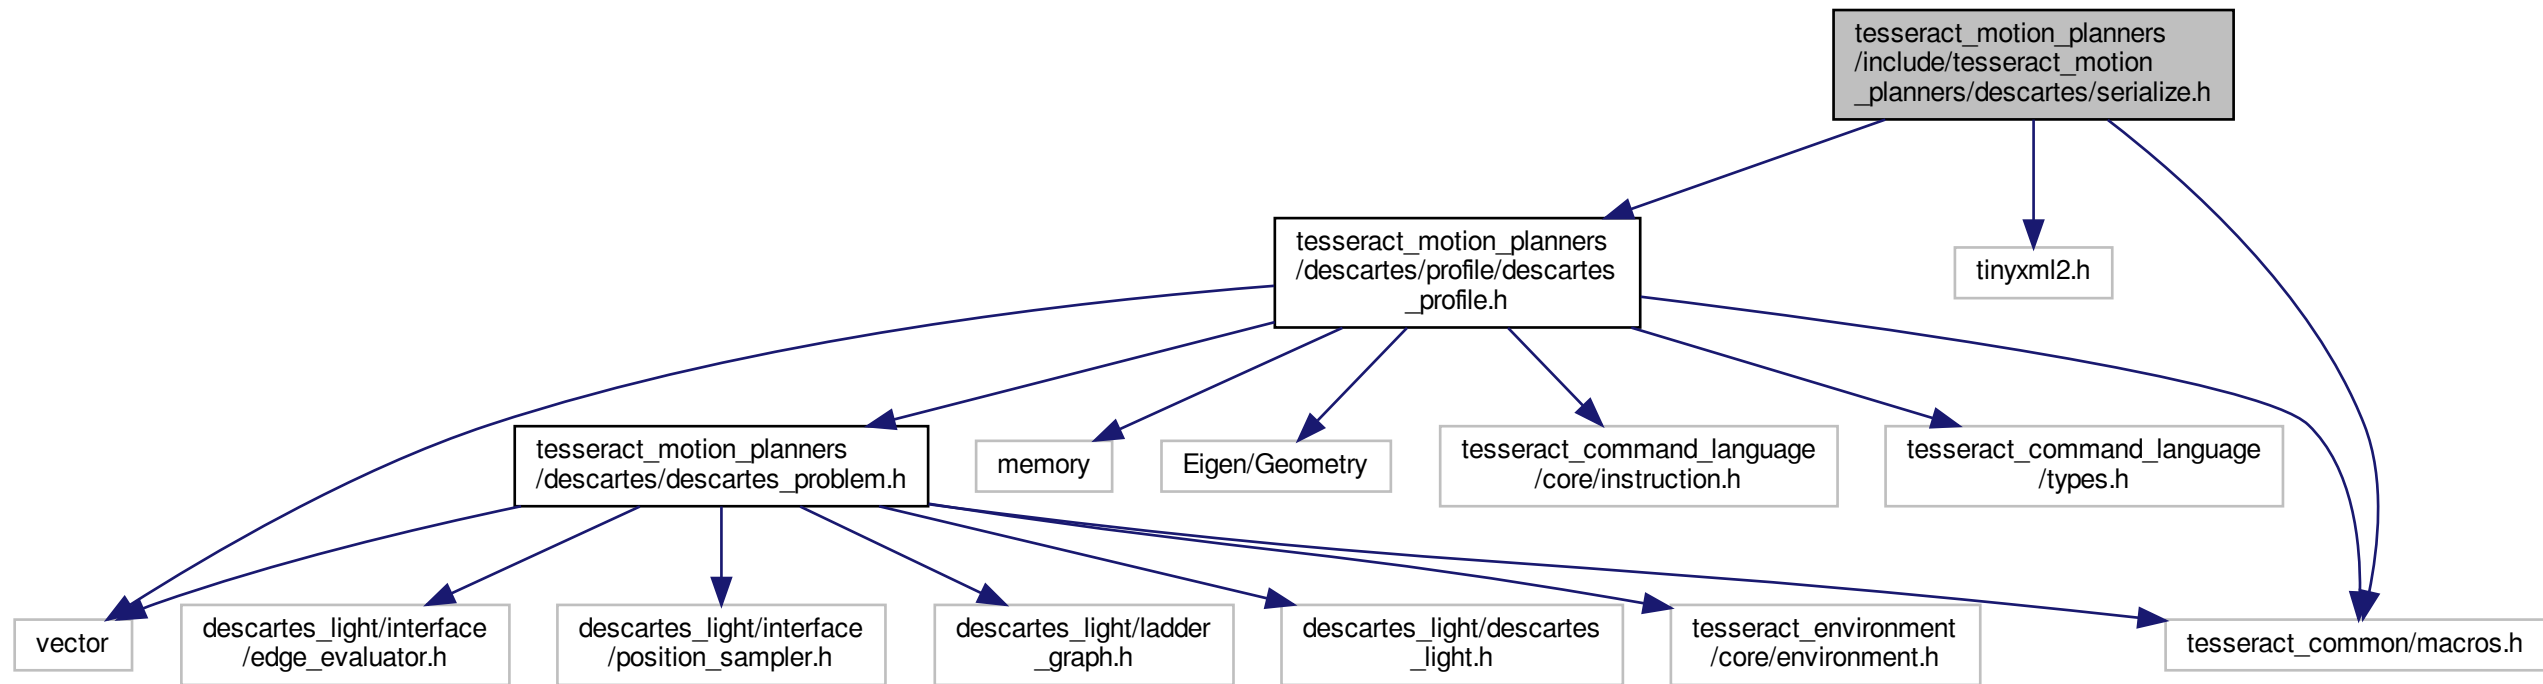 tesseract_motion_planners
/include/tesseract_motion
_planners/descartes/serialize.h
tesseract_motion_planners
/descartes/profile/descartes
_profile.h
tinyxml2.h
tesseract_motion_planners
/descartes/descartes_problem.h
memory
Eigen/Geometry
tesseract_command_language
/core/instruction.h
tesseract_command_language
/types.h
vector
descartes_light/interface
/edge_evaluator.h
descartes_light/interface
/position_sampler.h
descartes_light/ladder
_graph.h
descartes_light/descartes
_light.h
tesseract_environment
/core/environment.h
tesseract_common/macros.h